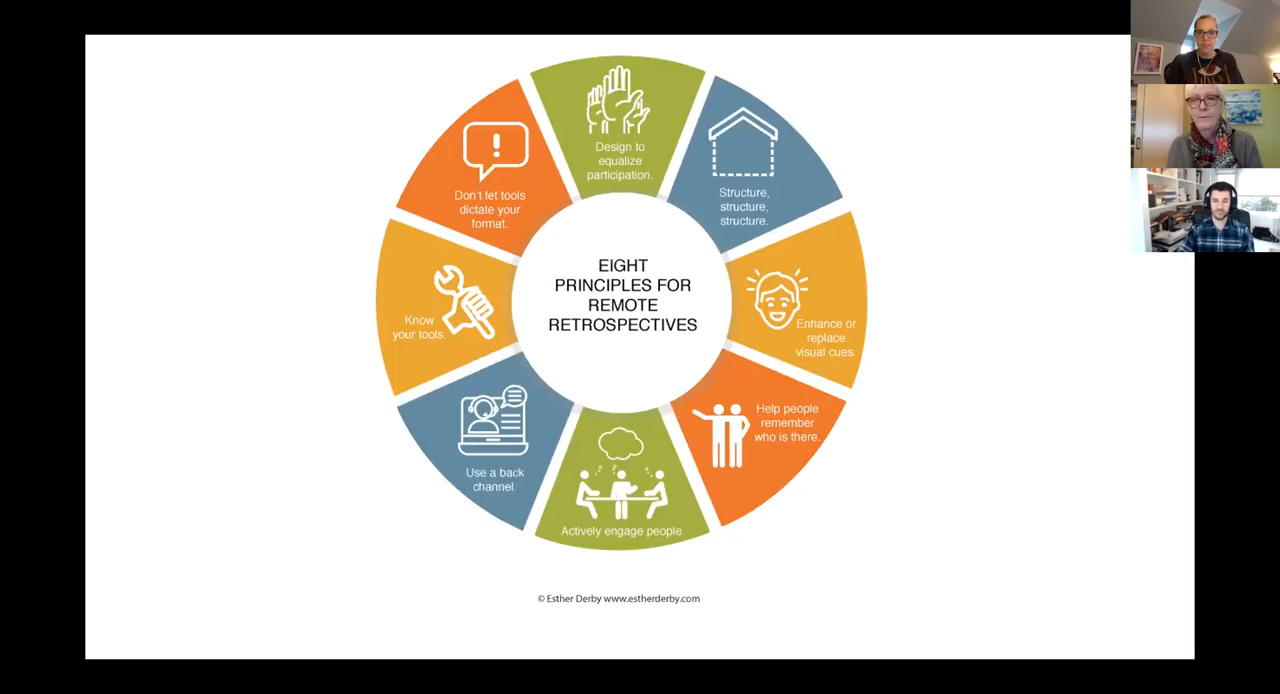 EIGHT
PRINCIPLES FOR
REMOTE
RETROSPECTIVES
Design to
equalize
participation.
Structure,
structure,
structure.
Enhance or
replace
visual cues.
Help people
remember
who is there.
Actively engage people.
Use a back
channel.
Know
your tools.
Don't let tools
dictate your
format.
© Esther Derby www.estherderby.com